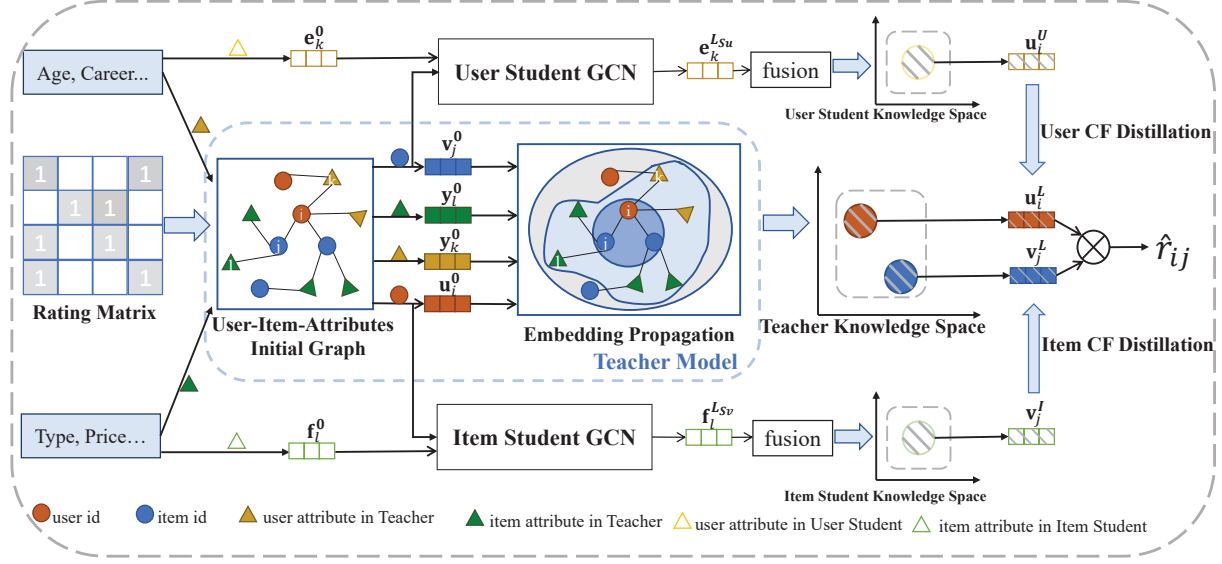 Age, Career...
e_k^0
User Student GCN
e_k^{L_{Su}}
fusion
User Student Knowledge Space
u_i^U
User CF Distillation
1 1
1 1
1 1
1 1
Rating Matrix
k
i
j
l
User-Item-Attributes
Initial Graph
v_j^0
y_l^0
y_k^0
u_i^0
k
i
j
l
Embedding Propagation
Teacher Model
Teacher Knowledge Space
u_i^L
v_j^L
r̂_{ij}
Item CF Distillation
Type, Price…
f_l^0
Item Student GCN
f_l^{L_{Sv}}
fusion
Item Student Knowledge Space
v_j^I
user id
item id
user attribute in Teacher
item attribute in Teacher
user attribute in User Student
item attribute in Item Student